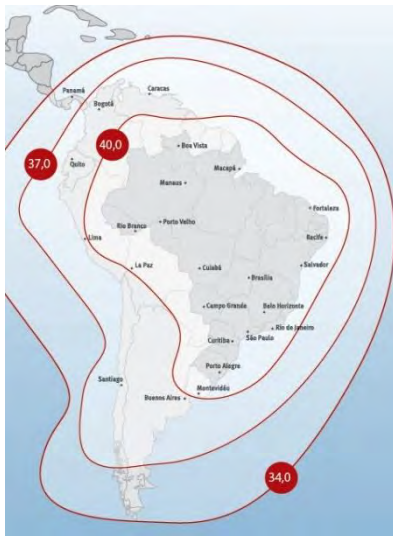 Panamá
Caracas
Bogotá
40,0
Boa Vista
37,0
Quito
Macapá
Manaus
Fortaleza
Rio Branco
Porto Velho
Recife
Lima
La Paz
Cuiabá
Salvador
Brasília
Campo Grande
Belo Horizonte
Rio de Janeiro
São Paulo
Curitiba
Porto Alegre
Santiago
Montevidéu
Buenos Aires
34,0